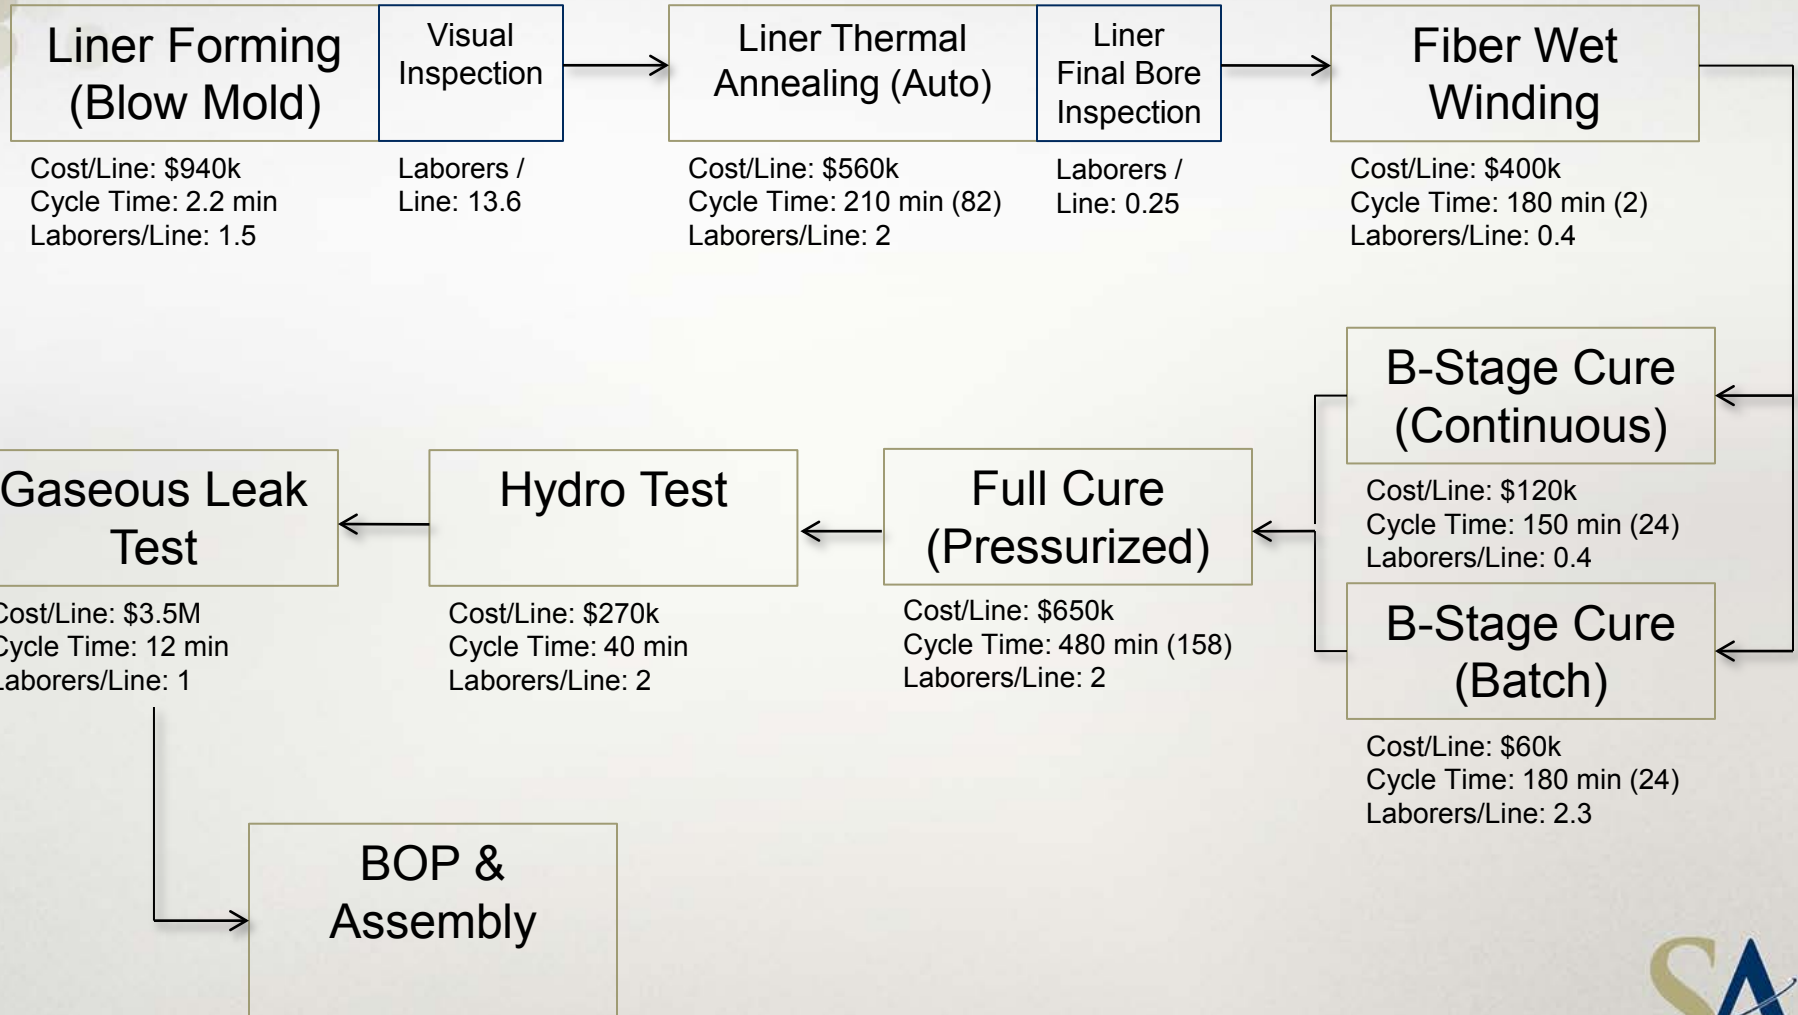 Liner Forming
(Blow Mold)
Visual
Inspection
Liner Thermal
Annealing (Auto)
Liner
Final Bore
Inspection
Fiber Wet
Winding
Cost/Line: $940k
Cycle Time: 2.2 min
Laborers/Line: 1.5
Laborers /
Line: 13.6
Cost/Line: $560k
Cycle Time: 210 min (82)
Laborers/Line: 2
Laborers /
Line: 0.25
Cost/Line: $400k
Cycle Time: 180 min (2)
Laborers/Line: 0.4
B-Stage Cure
(Continuous)
Cost/Line: $120k
Cycle Time: 150 min (24)
Laborers/Line: 0.4
B-Stage Cure
(Batch)
Cost/Line: $60k
Cycle Time: 180 min (24)
Laborers/Line: 2.3
Full Cure
(Pressurized)
Cost/Line: $650k
Cycle Time: 480 min (158)
Laborers/Line: 2
Hydro Test
Cost/Line: $270k
Cycle Time: 40 min
Laborers/Line: 2
Gaseous Leak
Test
Cost/Line: $3.5M
Cycle Time: 12 min
Laborers/Line: 1
BOP &
Assembly
SA